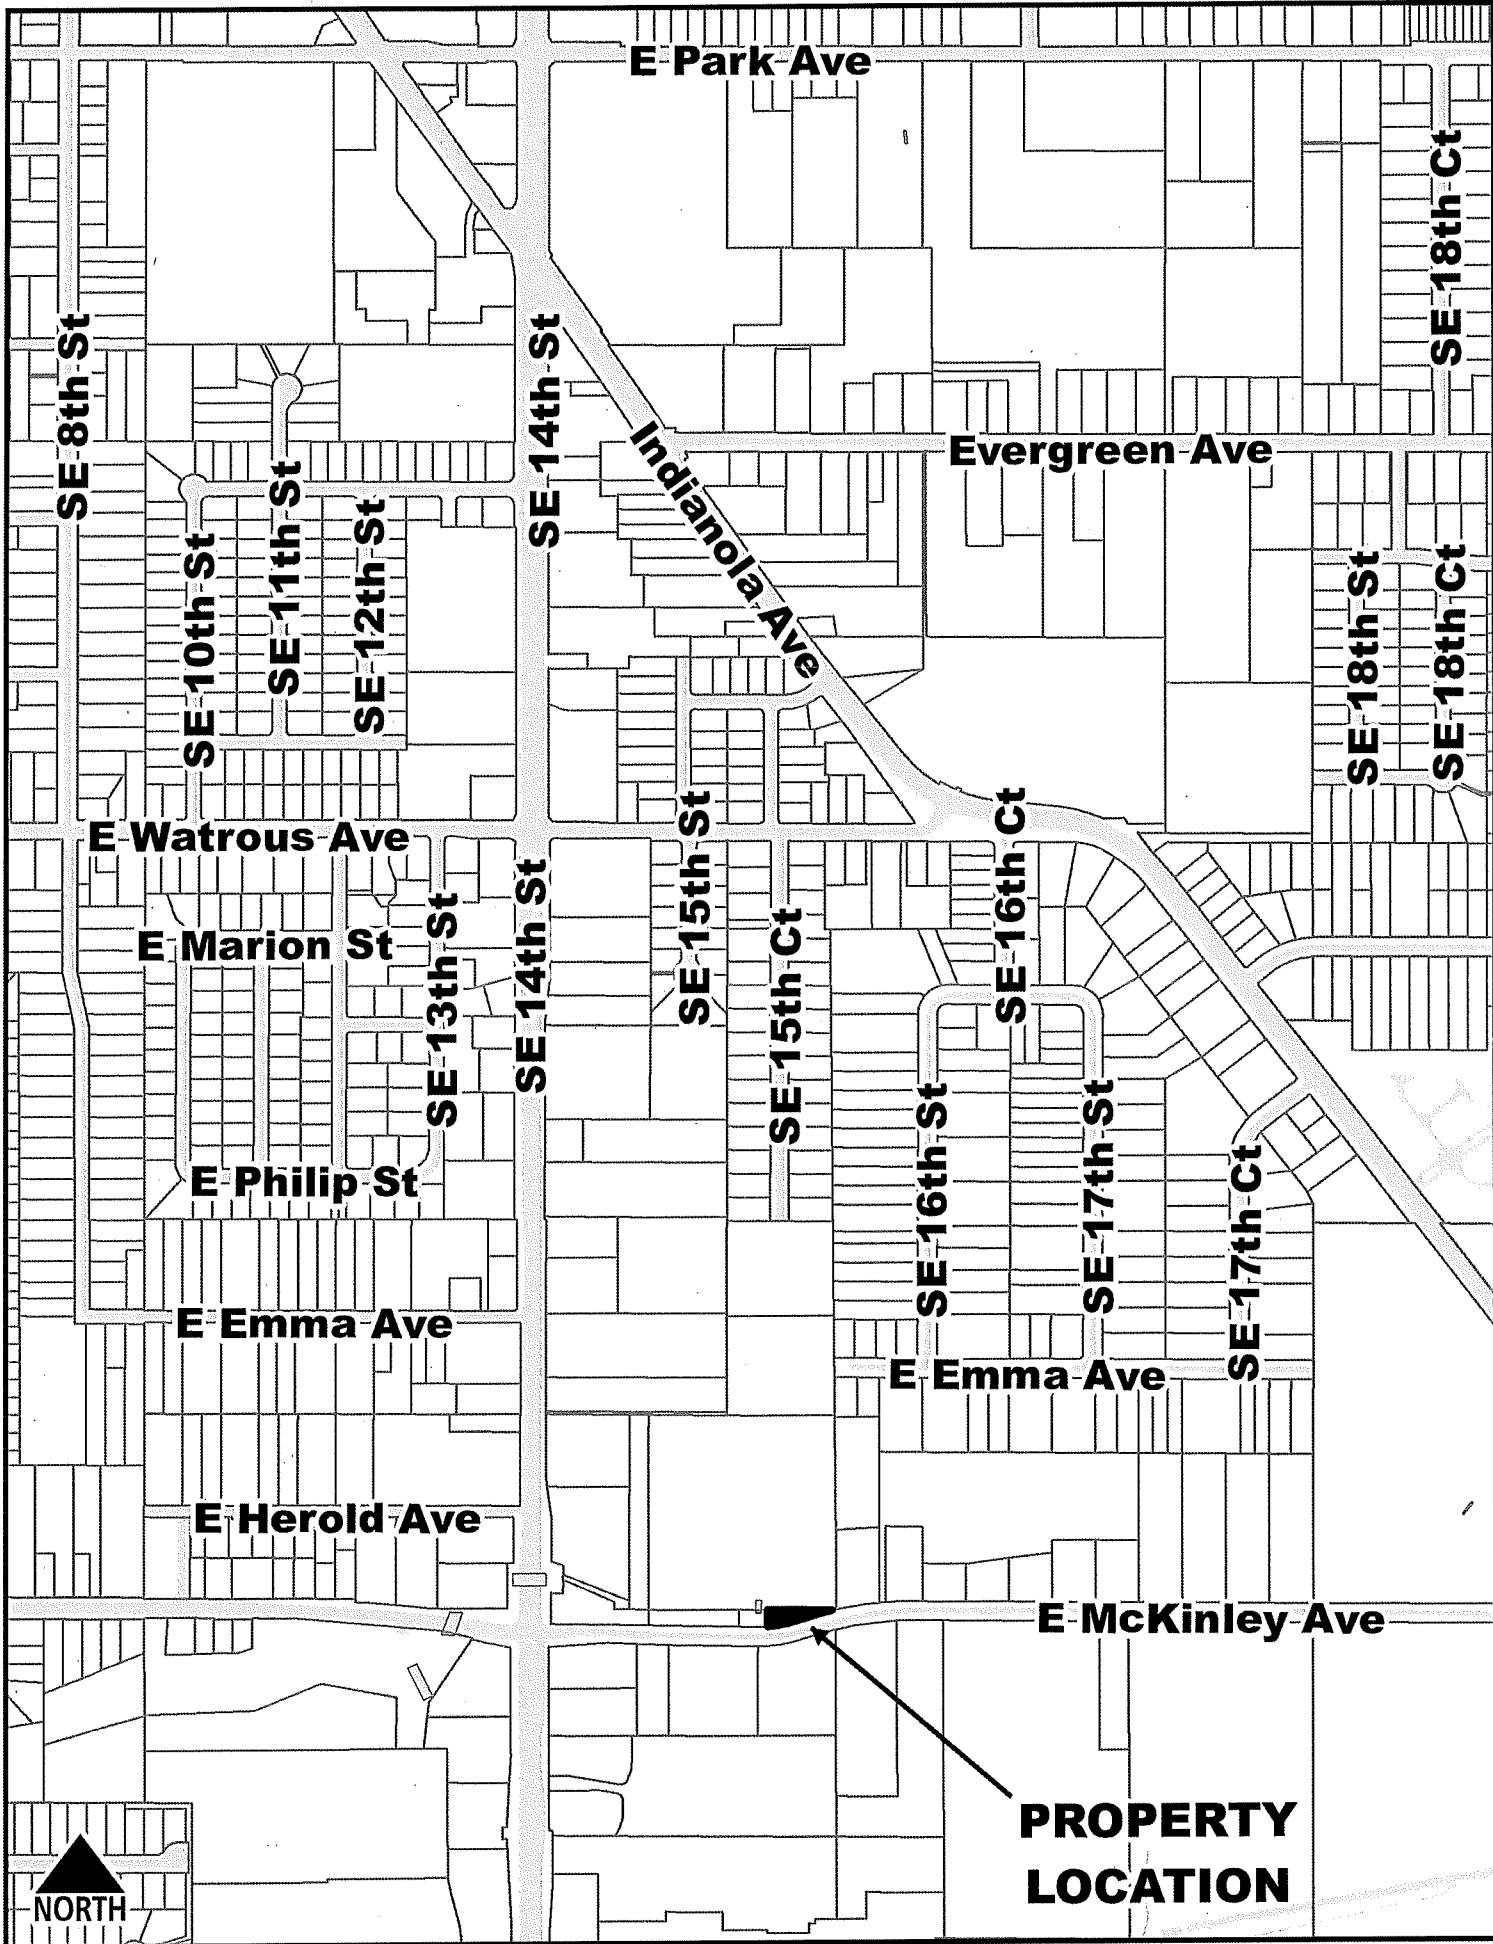 E Park Ave
SE 18th Ct
SE 8th St
SE 14th St
Indianola Ave
Evergreen Ave
SE 10th St
SE 11th St
SE 12th St
SE 18th St
SE 18th Ct
E Watrous Ave
SE 15th St
SE 16th Ct
E Marion St
SE 13th St
SE 14th St
SE 15th Ct
E Philip St
SE 16th St
SE 17th St
SE 17th Ct
E Emma Ave
E Emma Ave
E Herold Ave
E McKinley Ave
PROPERTY
LOCATION
NORTH